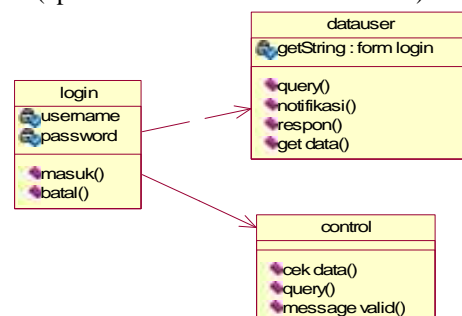 datauser
getString : form login
query()
notifikasi()
respon()
get data()
login
username
password
masuk()
batal()
control
cek data()
query()
message valid()